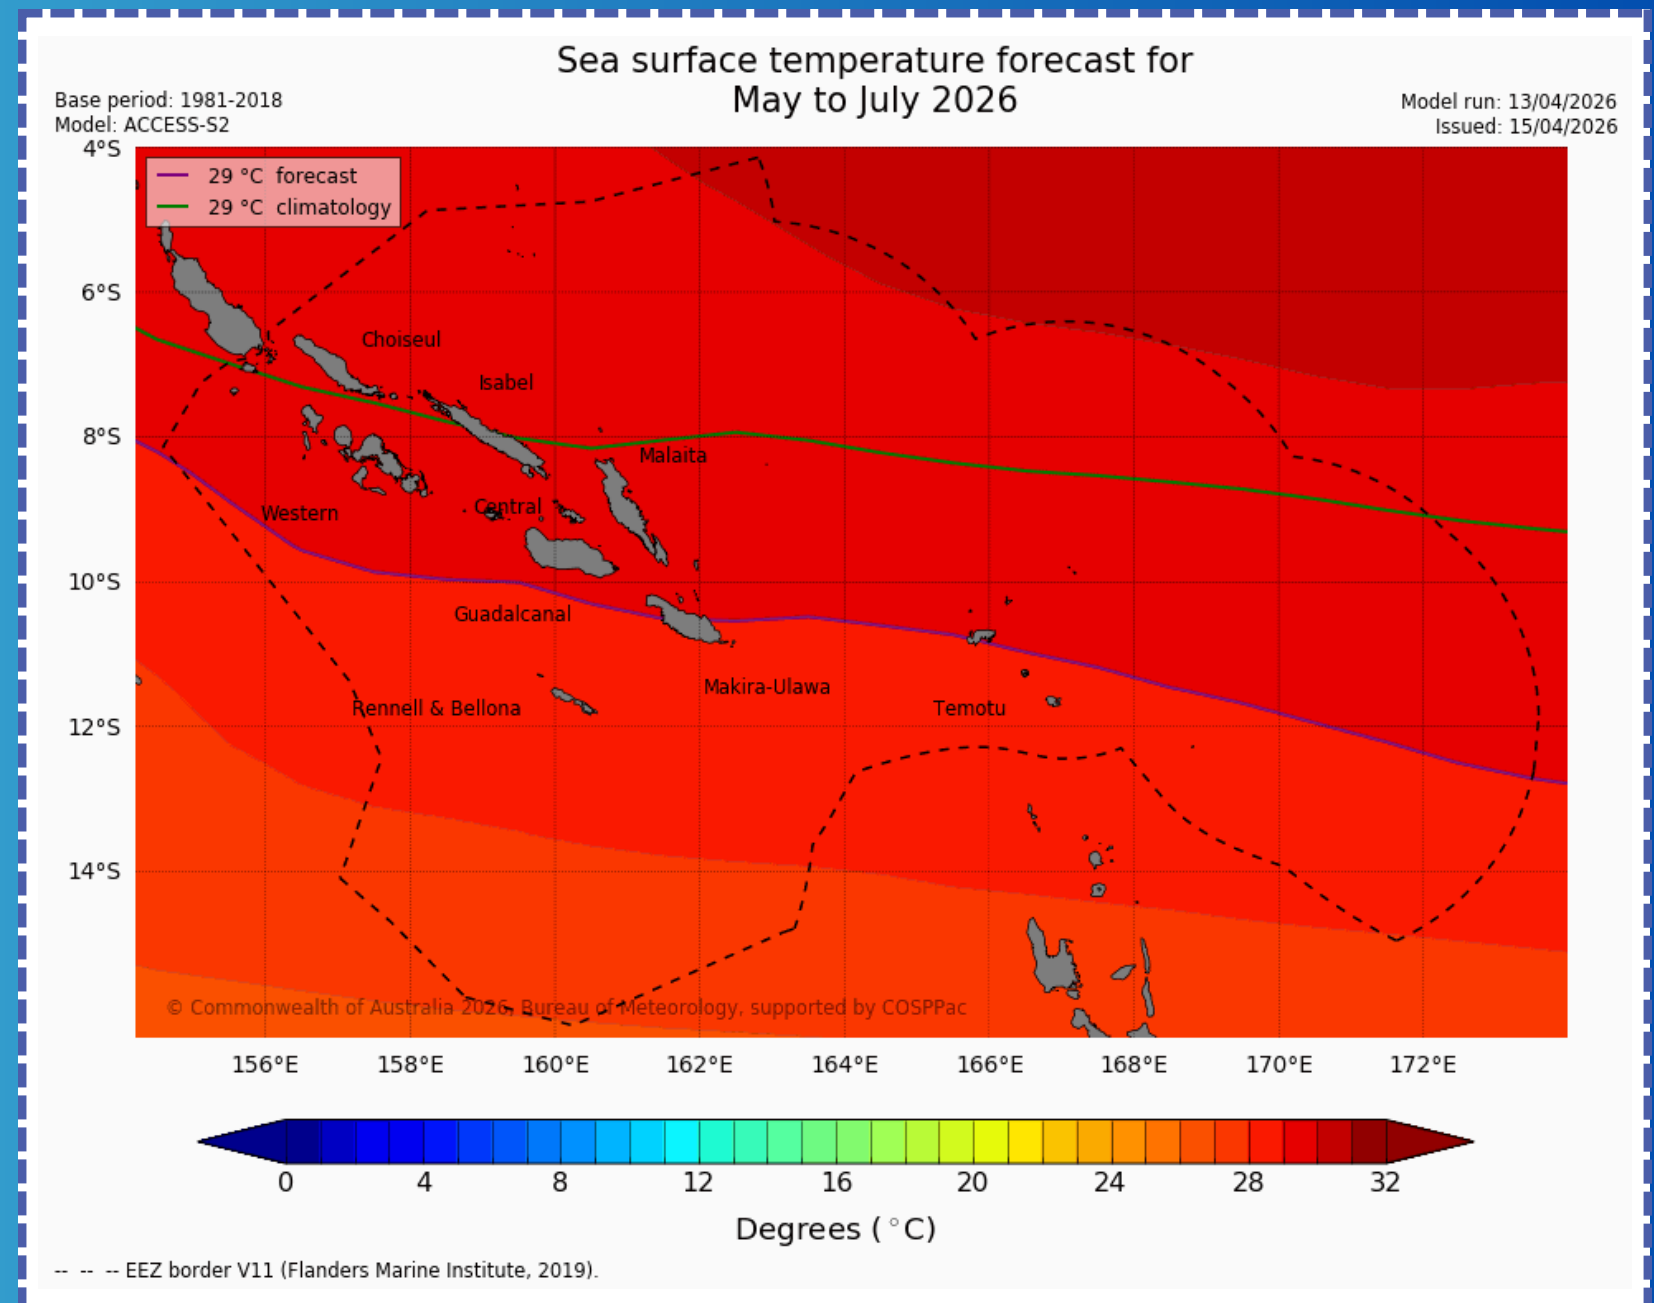 Sea surface temperature forecast for
May to July 2026
Base period: 1981-2018
Model: ACCESS-S2
Model run: 13/04/2026
Issued: 15/04/2026
29 °C forecast
29 °C climatology
4°S
6°S
8°S
10°S
12°S
14°S
Choiseul
Isabel
Malaita
Western
Central
Guadalcanal
Makira-Ulawa
Rennell & Bellona
Temotu
© Commonwealth of Australia 2026, Bureau of Meteorology, supported by COSPPac
156°E 158°E 160°E 162°E 164°E 166°E 168°E 170°E 172°E
0 4 8 12 16 20 24 28 32
Degrees (°C)
-- -- -- EEZ border V11 (Flanders Marine Institute, 2019).